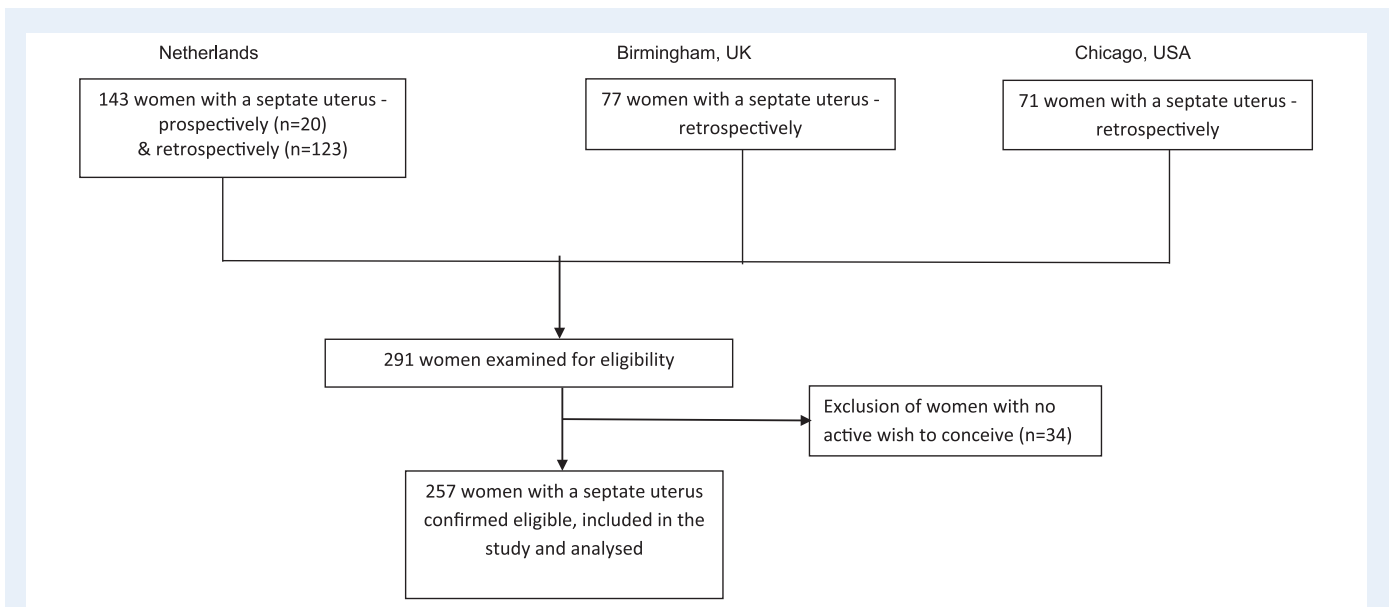 Netherlands
143 women with a septate uterus -
prospectively (n=20)
& retrospectively (n=123)
Birmingham, UK
77 women with a septate uterus -
retrospectively
Chicago, USA
71 women with a septate uterus -
retrospectively
291 women examined for eligibility
Exclusion of women with no
active wish to conceive (n=34)
257 women with a septate uterus
confirmed eligible, included in the
study and analysed